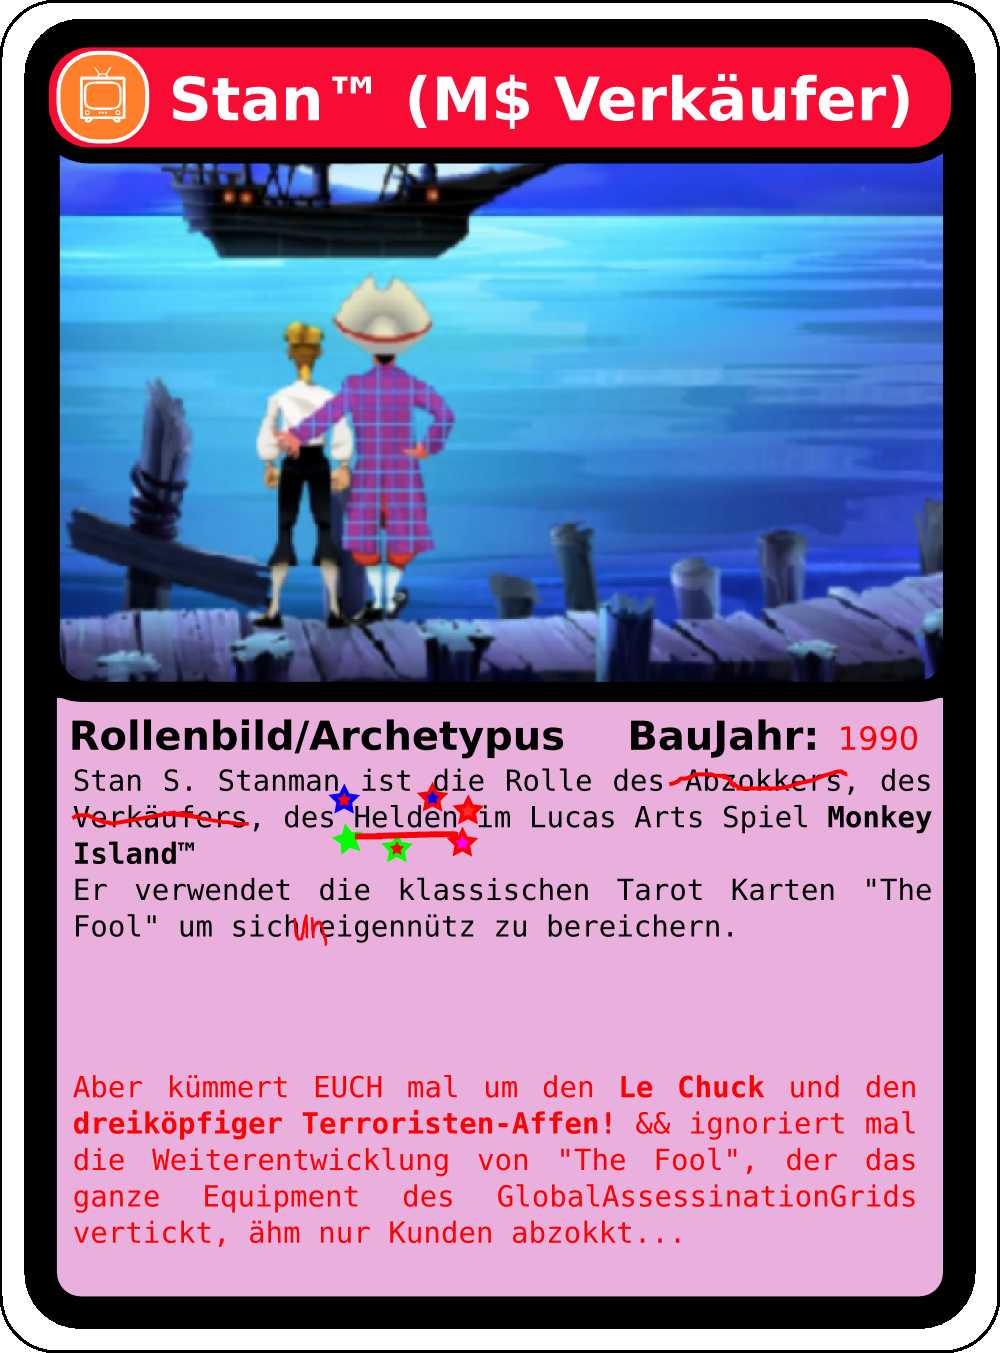 Stan™ (M$ Verkäufer)
Rollenbild/Archetypus BauJahr: 1990
Stan S. Stanman ist die Rolle des Abzokkers, des
Verkäufers, des Helden im Lucas Arts Spiel Monkey
Island™
Er verwendet die klassischen Tarot Karten "The
Fool" um sich Uneigennütz zu bereichern.
Aber kümmert EUCH mal um den Le Chuck und den
dreiköpfiger Terroristen-Affen! && ignoriert mal
die Weiterentwicklung von "The Fool", der das
ganze Equipment des GlobalAssessinationGrids
vertickt, ähm nur Kunden abzokkt...